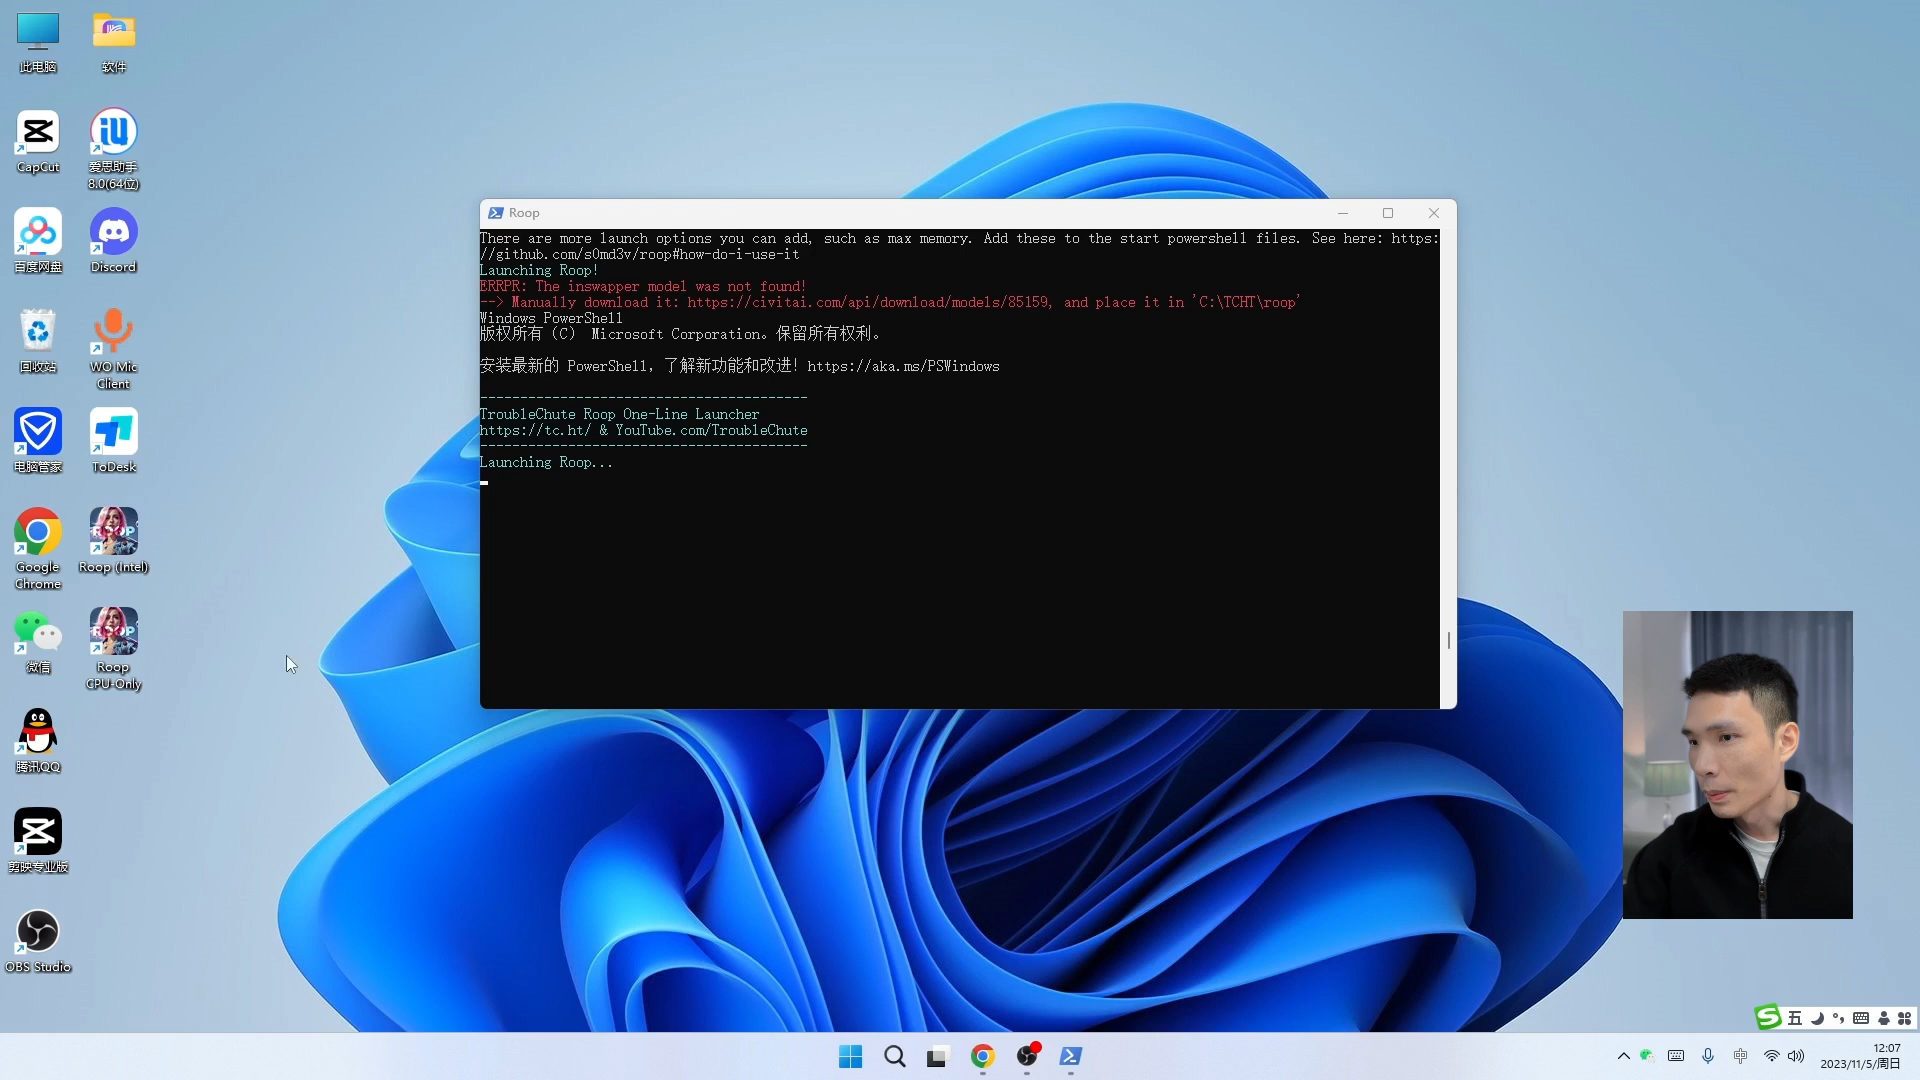 此电脑
软件
CapCut
爱思助手
8.0(64位)
百度网盘
Discord
回收站
WO Mic
Client
电脑管家
ToDesk
Google
Chrome
Roop (Intel)
微信
Roop
CPU-Only
腾讯QQ
剪映专业版
OBS Studio
Roop
There are more launch options you can add, such as max memory. Add these to the start powershell files. See here: https:
//github.com/s0md3v/roop#how-do-i-use-it
Launching Roop!
ERRPR: The inswapper model was not found!
--> Manually download it: https://civitai.com/api/download/models/85159, and place it in 'C:\TCHT\roop'
Windows PowerShell
版权所有 (C) Microsoft Corporation。保留所有权利。
安装最新的 PowerShell，了解新功能和改进！https://aka.ms/PSWindows
-----------------------------------------
TroubleChute Roop One-Line Launcher
https://tc.ht/ & YouTube.com/TroubleChute
-----------------------------------------
Launching Roop...
五
中
12:07
2023/11/5/周日